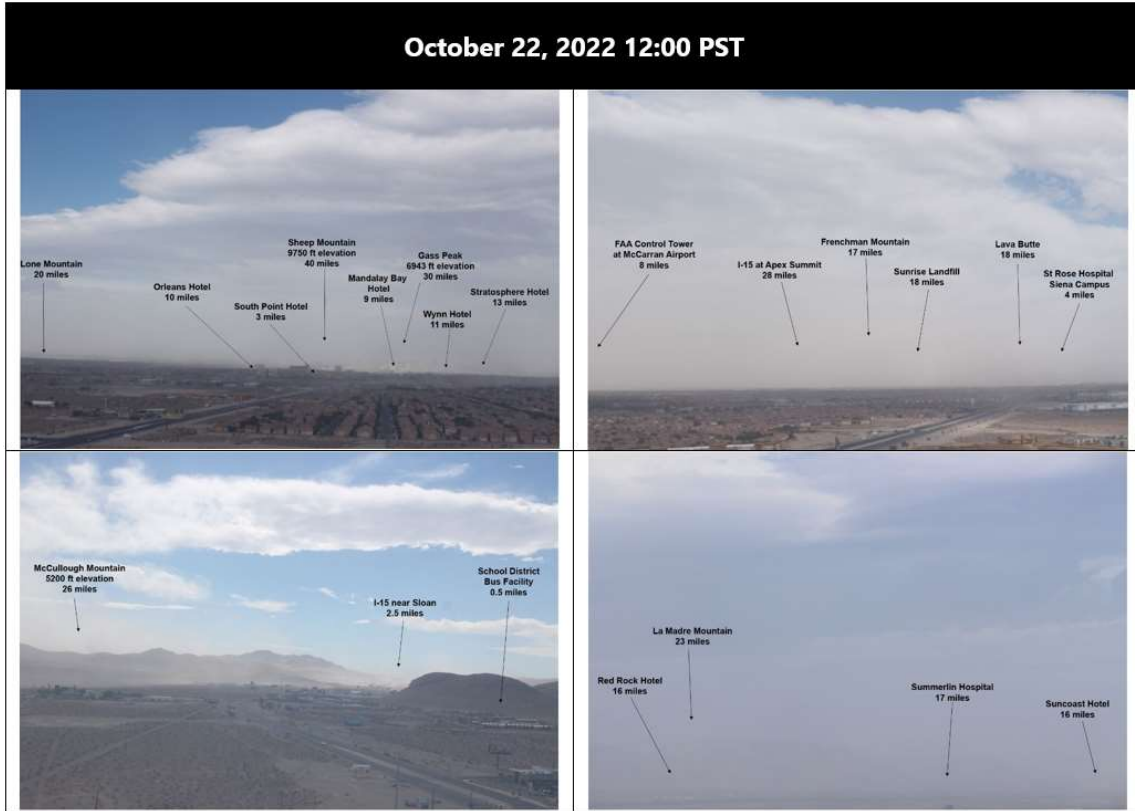 October 22, 2022 12:00 PST
Lone Mountain
20 miles
Orleans Hotel
10 miles
South Point Hotel
3 miles
Sheep Mountain
9750 ft elevation
40 miles
Mandalay Bay
Hotel
9 miles
Gass Peak
6943 ft elevation
30 miles
Wynn Hotel
11 miles
Stratosphere Hotel
13 miles
FAA Control Tower
at McCarran Airport
8 miles
I-15 at Apex Summit
28 miles
Frenchman Mountain
17 miles
Sunrise Landfill
18 miles
Lava Butte
18 miles
St Rose Hospital
Siena Campus
4 miles
McCullough Mountain
5200 ft elevation
26 miles
I-15 near Sloan
2.5 miles
School District
Bus Facility
0.5 miles
Red Rock Hotel
16 miles
La Madre Mountain
23 miles
Summerlin Hospital
17 miles
Suncoast Hotel
16 miles